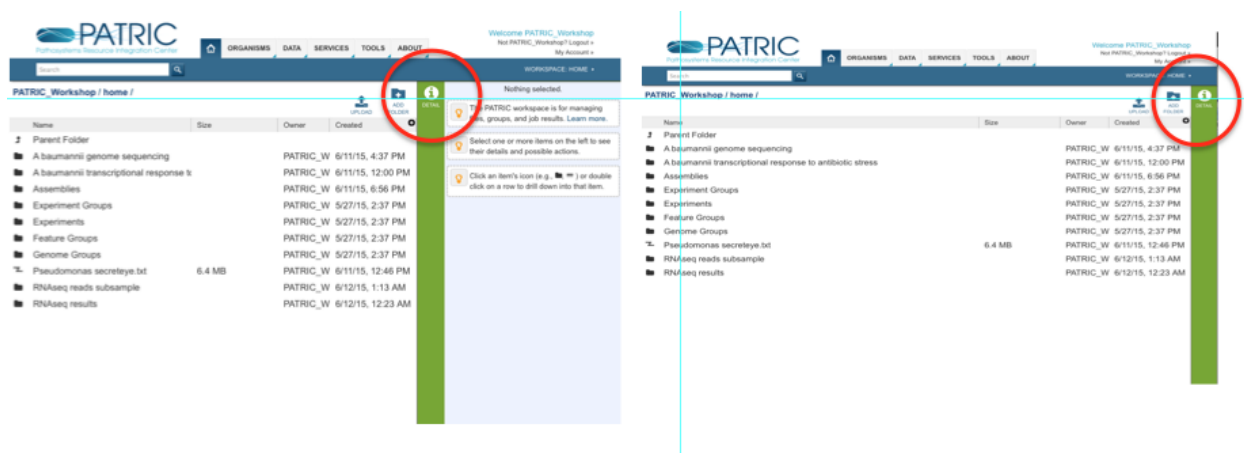 PATRIC
Pathosystems Resource Integration Center
ORGANISMS DATA SERVICES TOOLS ABOUT
Welcome PATRIC_Workshop
Not PATRIC_Workshop? Logout »
My Account »
Search
WORKSPACE: HOME
PATRIC_Workshop / home /
UPLOAD
ADD FOLDER
DETAIL
Name Size Owner Created
Parent Folder
A baumannii genome sequencing PATRIC_W 6/11/15, 4:37 PM
A baumannii transcriptional response to PATRIC_W 6/11/15, 12:00 PM
Assemblies PATRIC_W 6/11/15, 6:56 PM
Experiment Groups PATRIC_W 5/27/15, 2:37 PM
Experiments PATRIC_W 5/27/15, 2:37 PM
Feature Groups PATRIC_W 5/27/15, 2:37 PM
Genome Groups PATRIC_W 5/27/15, 2:37 PM
Pseudomonas secreteye.txt 6.4 MB PATRIC_W 6/11/15, 12:46 PM
RNAseq reads subsample PATRIC_W 6/12/15, 1:13 AM
RNAseq results PATRIC_W 6/12/15, 12:23 AM
Nothing selected.
The PATRIC workspace is for managing
files, groups, and job results. Learn more.
Select one or more items on the left to see
their details and possible actions.
Click an item's icon (e.g., ) or double
click on a row to drill down into that item.
PATRIC
Pathosystems Resource Integration Center
ORGANISMS DATA SERVICES TOOLS ABOUT
Welcome PATRIC_Workshop
Not PATRIC_Workshop? Logout »
My Account »
Search
WORKSPACE: HOME
PATRIC_Workshop / home /
UPLOAD
ADD FOLDER
DETAIL
Name Size Owner Created
Parent Folder
A baumannii genome sequencing PATRIC_W 6/11/15, 4:37 PM
A baumannii transcriptional response to antibiotic stress PATRIC_W 6/11/15, 12:00 PM
Assemblies PATRIC_W 6/11/15, 6:56 PM
Experiment Groups PATRIC_W 5/27/15, 2:37 PM
Experiments PATRIC_W 5/27/15, 2:37 PM
Feature Groups PATRIC_W 5/27/15, 2:37 PM
Genome Groups PATRIC_W 5/27/15, 2:37 PM
Pseudomonas secreteye.txt 6.4 MB PATRIC_W 6/11/15, 12:46 PM
RNAseq reads subsample PATRIC_W 6/12/15, 1:13 AM
RNAseq results PATRIC_W 6/12/15, 12:23 AM